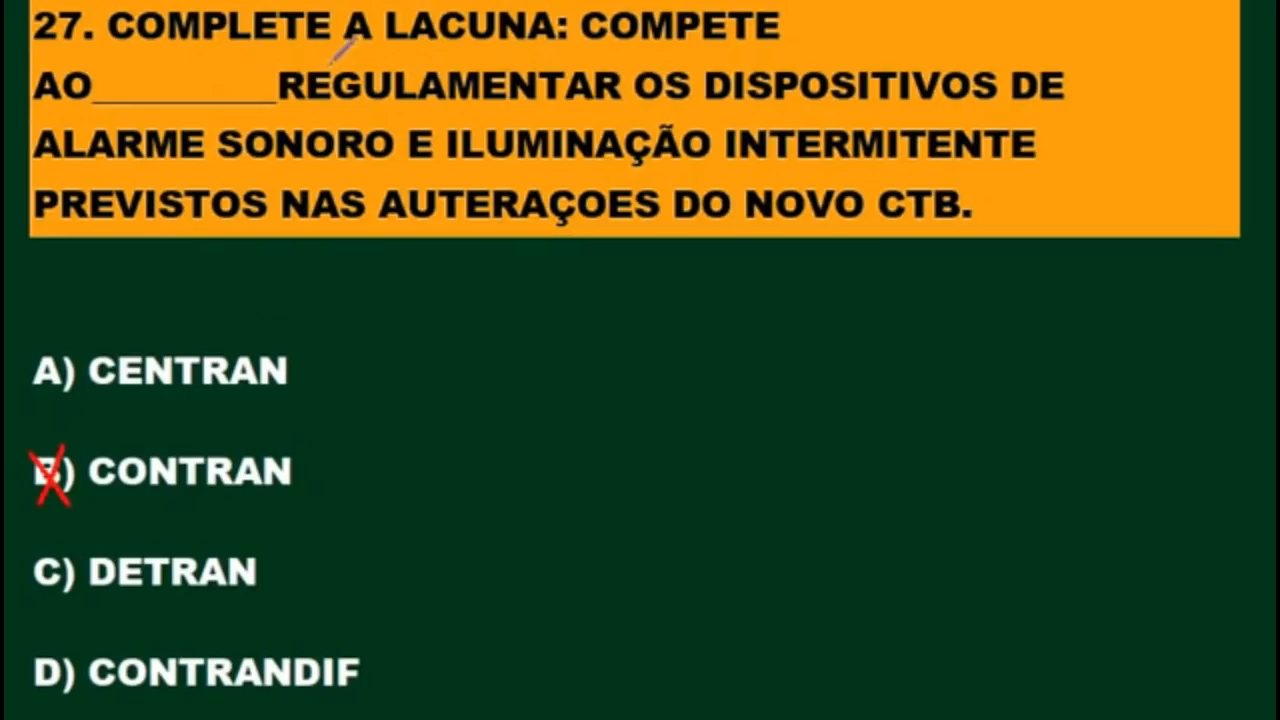 27. COMPLETE A LACUNA: COMPETE
AO__________REGULAMENTAR OS DISPOSITIVOS DE
ALARME SONORO E ILUMINAÇÃO INTERMITENTE
PREVISTOS NAS AUTERAÇOES DO NOVO CTB.
A) CENTRAN
B) CONTRAN
C) DETRAN
D) CONTRANDIF